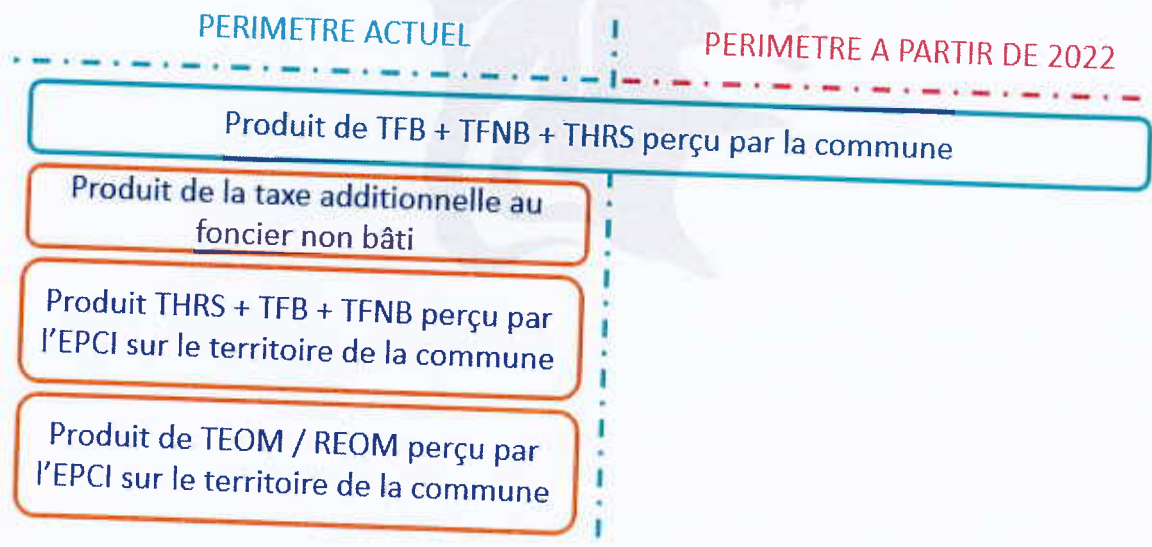 PERIMETRE ACTUEL
PERIMETRE A PARTIR DE 2022
Produit de TFB + TFNB + THRS perçu par la commune
Produit de la taxe additionnelle au
foncier non bâti
Produit THRS + TFB + TFNB perçu par
l'EPCI sur le territoire de la commune
Produit de TEOM / REOM perçu par
l'EPCI sur le territoire de la commune